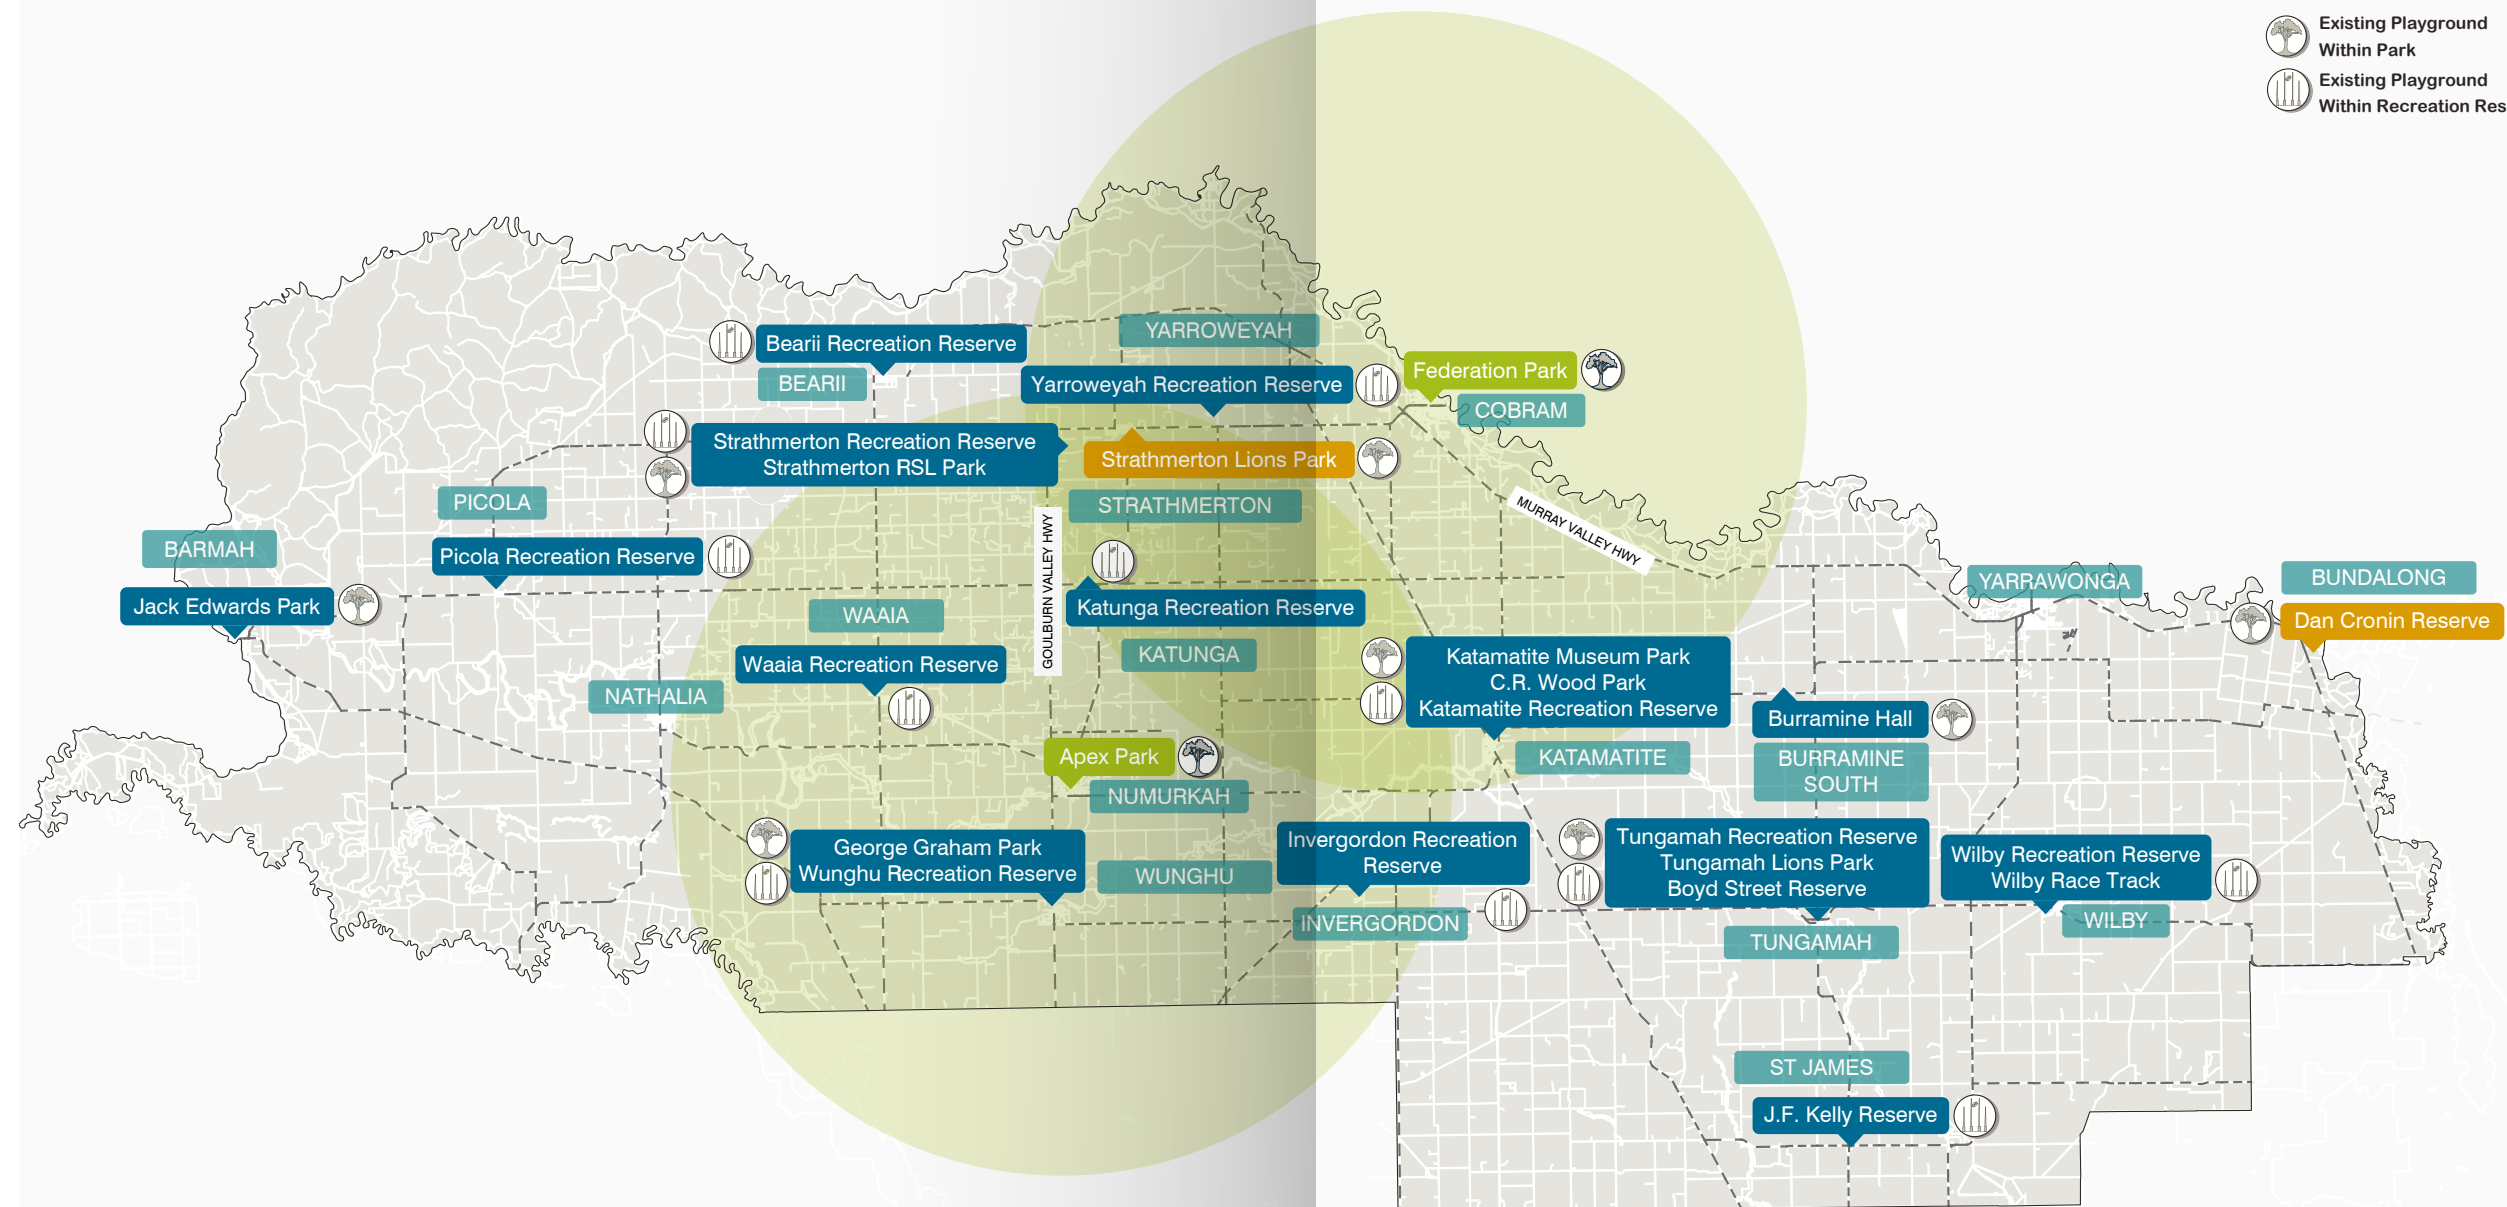 Existing Playground
Within Park
Existing Playground
Within Recreation Res
YARROWEYAH
Bearii Recreation Reserve
BEARII
Yarroweyah Recreation Reserve
Federation Park
COBRAM
Strathmerton Recreation Reserve
Strathmerton RSL Park
Strathmerton Lions Park
STRATHMERTON
PICOLA
BARMAH
Picola Recreation Reserve
GOULBURN VALLEY HWY
MURRAY VALLEY HWY
Jack Edwards Park
WAAIA
Katunga Recreation Reserve
YARRAWONGA
BUNDALONG
Dan Cronin Reserve
Waaia Recreation Reserve
KATUNGA
Katamatite Museum Park
C.R. Wood Park
Katamatite Recreation Reserve
NATHALIA
Burramine Hall
Apex Park
NUMURKAH
KATAMATITE
BURRAMINE
SOUTH
George Graham Park
Wunghu Recreation Reserve
WUNGHU
Invergordon Recreation
Reserve
INVERGORDON
Tungamah Recreation Reserve
Tungamah Lions Park
Boyd Street Reserve
TUNGAMAH
Wilby Recreation Reserve
Wilby Race Track
WILBY
ST JAMES
J.F. Kelly Reserve